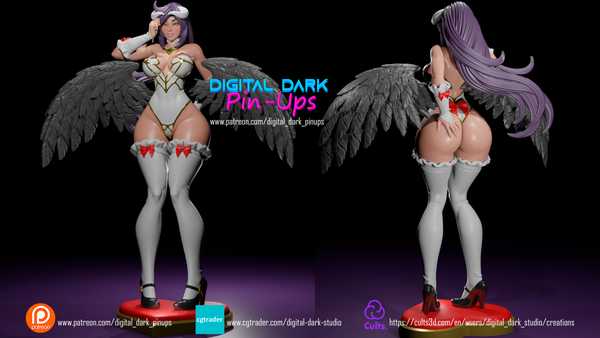 DIGITAL DARK
Pin-Ups
www.patreon.com/digital_dark_pinups
patreon
www.patreon.com/digital_dark_pinups
cgtrader
www.cgtrader.com/digital-dark-studio
Cults.
https://cults3d.com/en/users/digital_dark_studio/creations